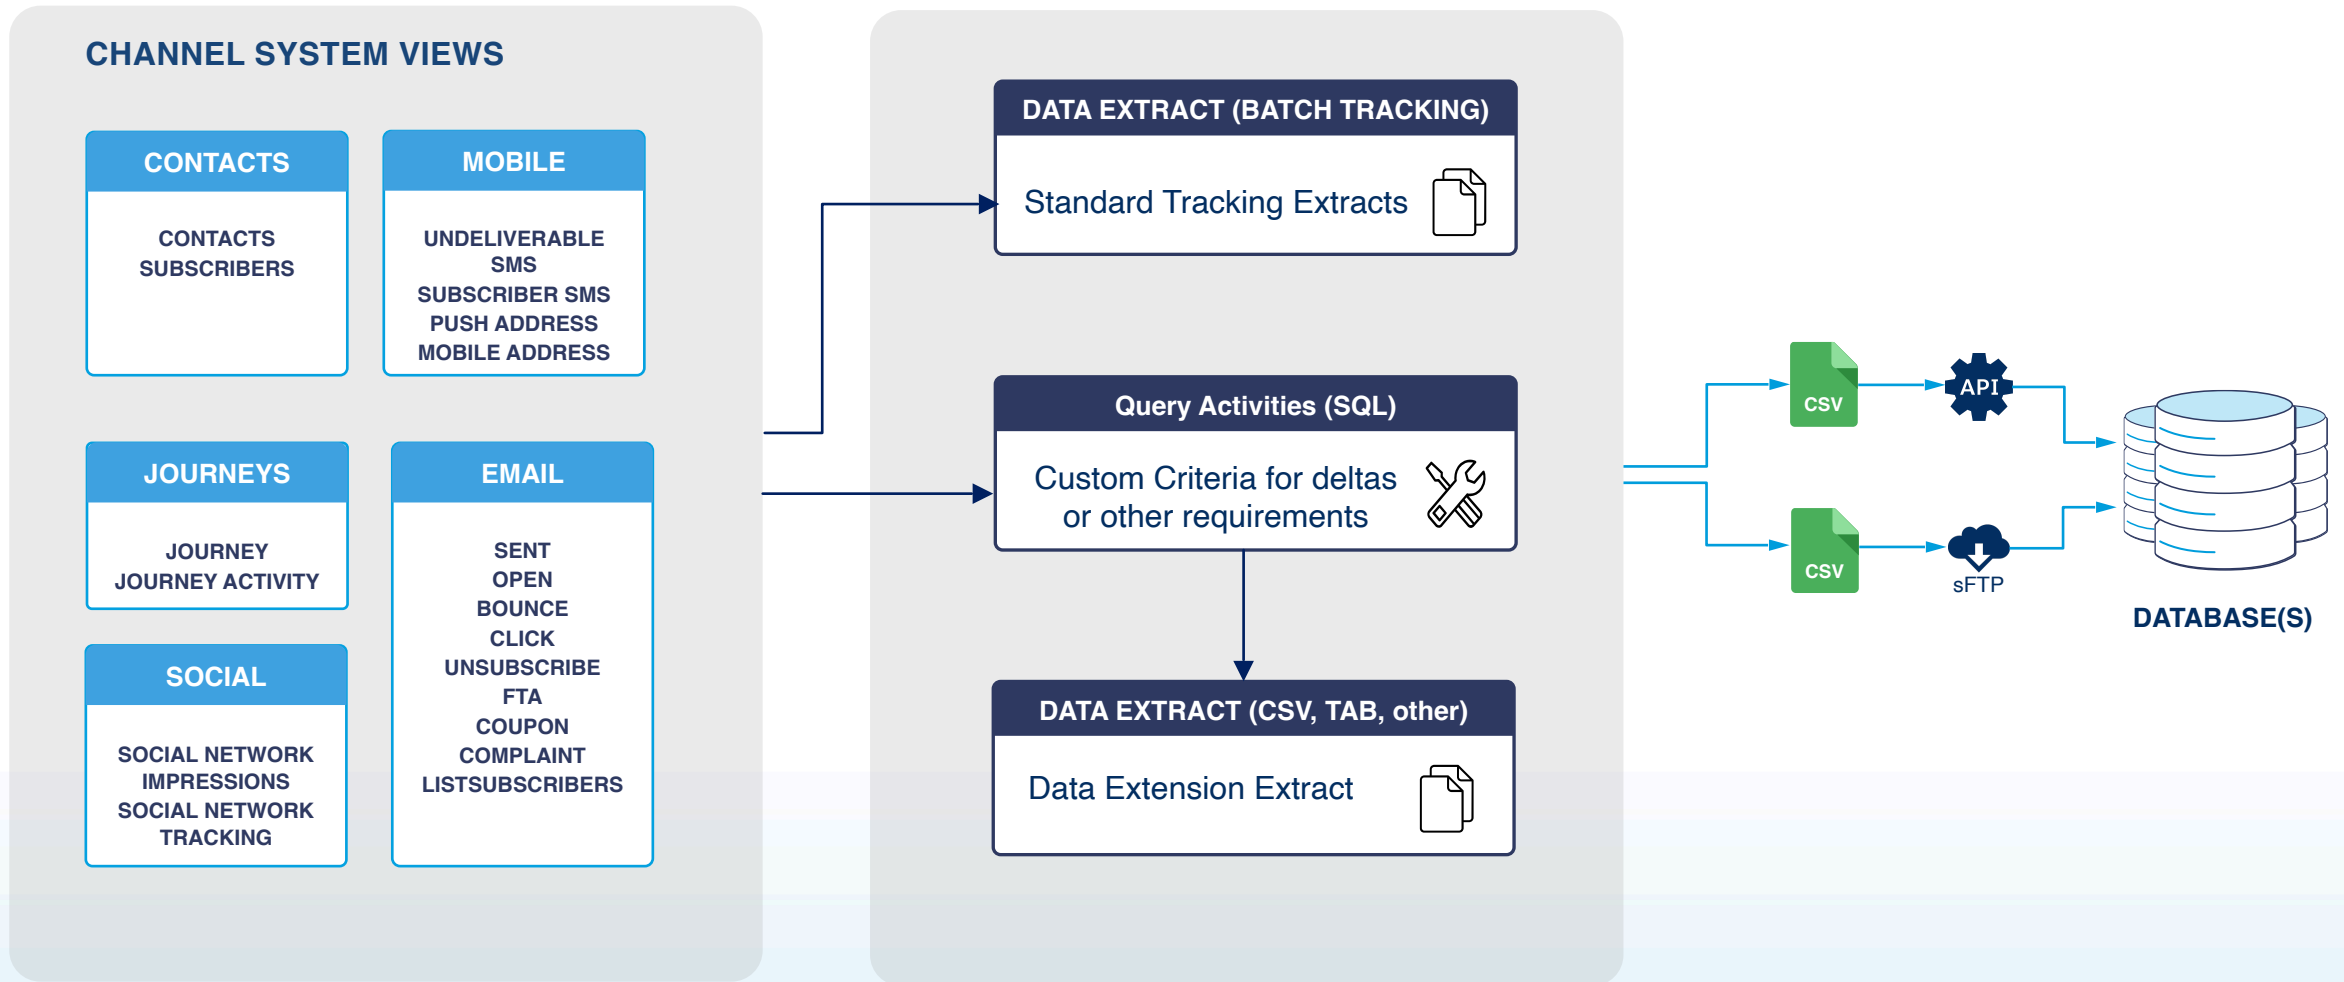 CHANNEL SYSTEM VIEWS
CONTACTS
CONTACTS
SUBSCRIBERS
MOBILE
UNDELIVERABLE
SMS
SUBSCRIBER SMS
PUSH ADDRESS
MOBILE ADDRESS
JOURNEYS
JOURNEY
JOURNEY ACTIVITY
EMAIL
SENT
OPEN
BOUNCE
CLICK
UNSUBSCRIBE
FTA
COUPON
COMPLAINT
LISTSUBSCRIBERS
SOCIAL
SOCIAL NETWORK
IMPRESSIONS
SOCIAL NETWORK
TRACKING
DATA EXTRACT (BATCH TRACKING)
Standard Tracking Extracts
Query Activities (SQL)
Custom Criteria for deltas
or other requirements
DATA EXTRACT (CSV, TAB, other)
Data Extension Extract
CSV
API
CSV
sFTP
DATABASE(S)